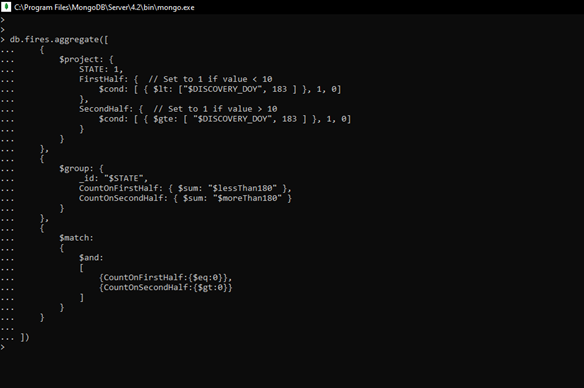 C:\Program Files\MongoDB\Server\4.2\bin\mongo.exe
>
>
> db.fires.aggregate([
...     {
...         $project: {
...             STATE: 1,
...             FirstHalf: {  // Set to 1 if value < 10
...                 $cond: [ { $lt: ["$DISCOVERY_DOY", 183 ] }, 1, 0]
...             },
...             SecondHalf: {  // Set to 1 if value > 10
...                 $cond: [ { $gte: [ "$DISCOVERY_DOY", 183 ] }, 1, 0]
...             }
...         }
...     },
...     {
...         $group: {
...             _id: "$STATE",
...             CountOnFirstHalf: { $sum: "$lessThan180" },
...             CountOnSecondHalf: { $sum: "$moreThan180" }
...         }
...     },
...     {
...         $match:
...         {
...             $and:
...             [
...                 {CountOnFirstHalf:{$eq:0}},
...                 {CountOnSecondHalf:{$gt:0}}
...             ]
...         }
...     }
...
... ])
>